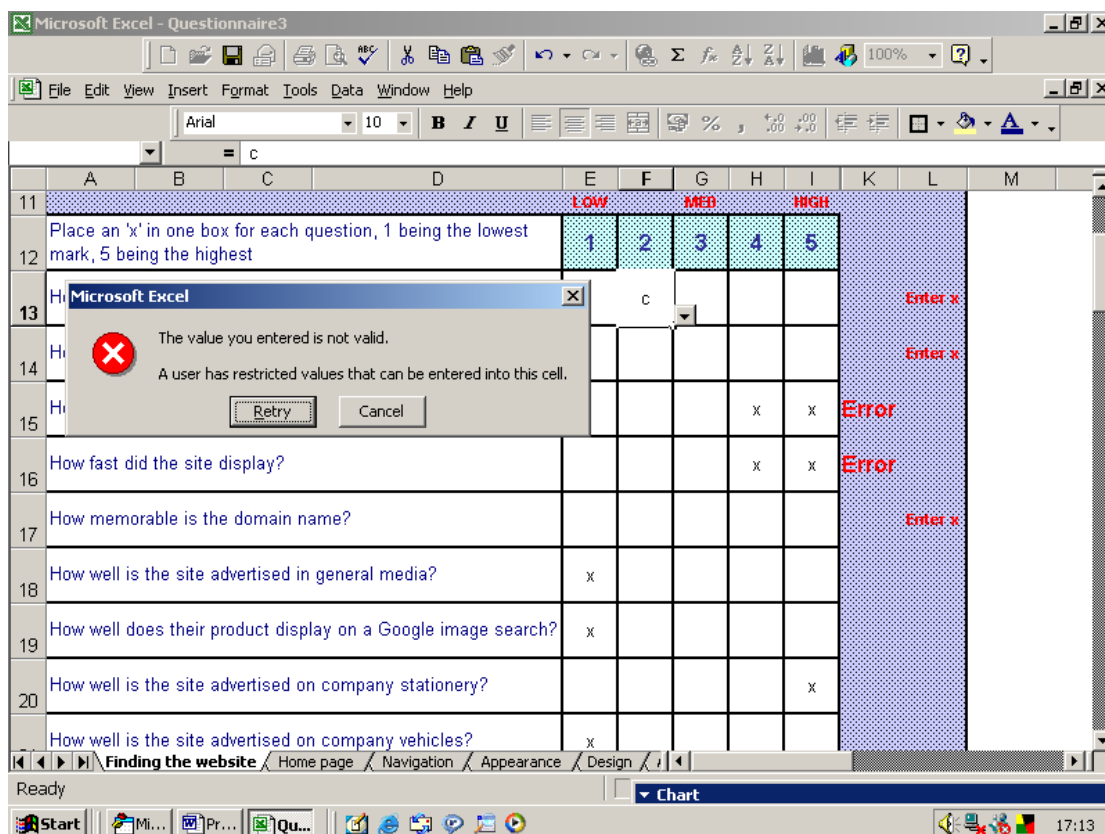 Microsoft Excel - Questionnaire3
ABC 100%
File Edit View Insert Format Tools Data Window Help
Arial 10 B I U
= c
A B C D E F G H I K L M
11 LOW MED HIGH
12 Place an 'x' in one box for each question, 1 being the lowest
mark, 5 being the highest
1 2 3 4 5
13 H c Enter x
Microsoft Excel
The value you entered is not valid.
A user has restricted values that can be entered into this cell.
Retry Cancel
14 H Enter x
15 H x x Error
16 How fast did the site display? x x Error
17 How memorable is the domain name? Enter x
18 How well is the site advertised in general media? x
19 How well does their product display on a Google image search? x
20 How well is the site advertised on company stationery? x
How well is the site advertised on company vehicles? x
Finding the website Home page Navigation Appearance Design
Ready Chart
Start Mi... Pr... Qu... 17:13